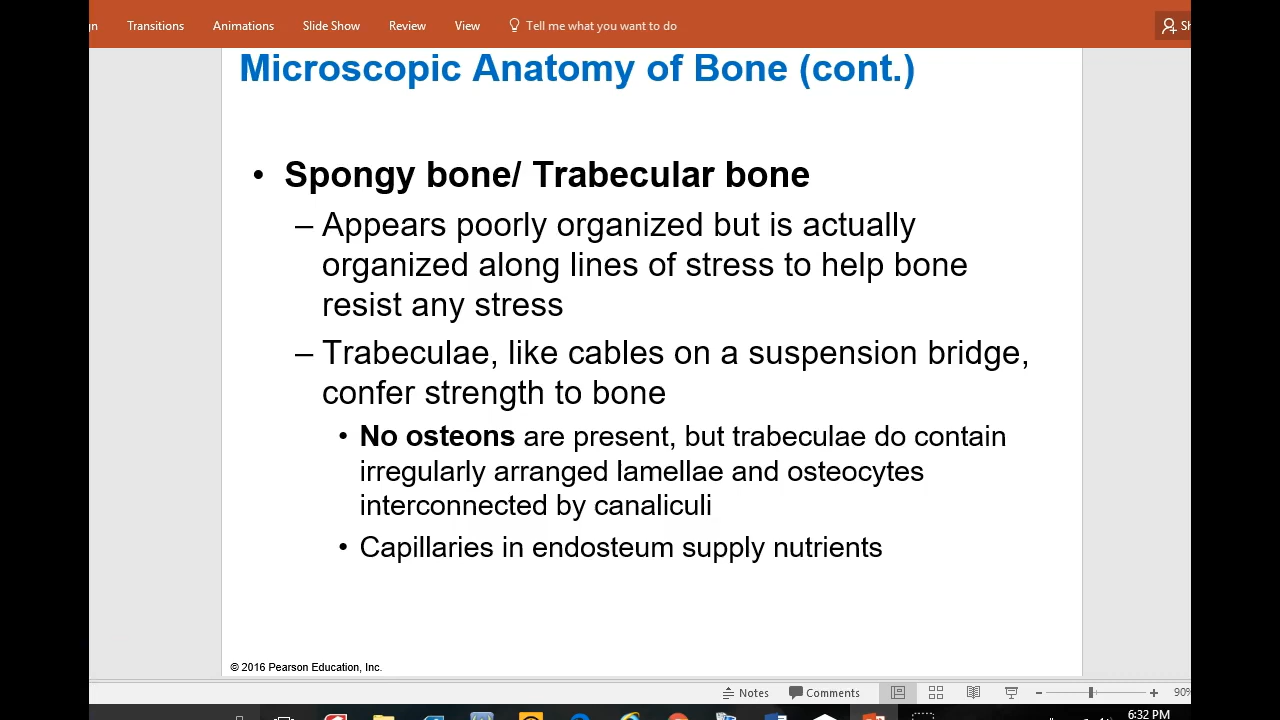 gn Transitions Animations Slide Show Review View Tell me what you want to do Sh
Microscopic Anatomy of Bone (cont.)
• Spongy bone/ Trabecular bone
– Appears poorly organized but is actually
organized along lines of stress to help bone
resist any stress
– Trabeculae, like cables on a suspension bridge,
confer strength to bone
• No osteons are present, but trabeculae do contain
irregularly arranged lamellae and osteocytes
interconnected by canaliculi
• Capillaries in endosteum supply nutrients
© 2016 Pearson Education, Inc.
Notes Comments 90%
6:32 PM